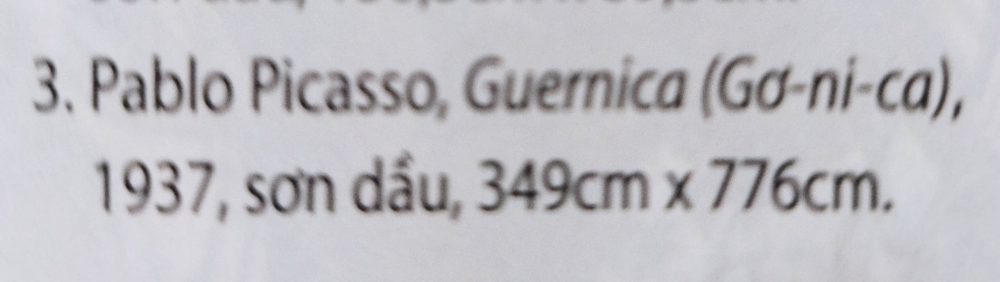 3. Pablo Picasso, Guernica (Gơ-ni-ca),
1937, sơn dầu, 349cm x 776cm.